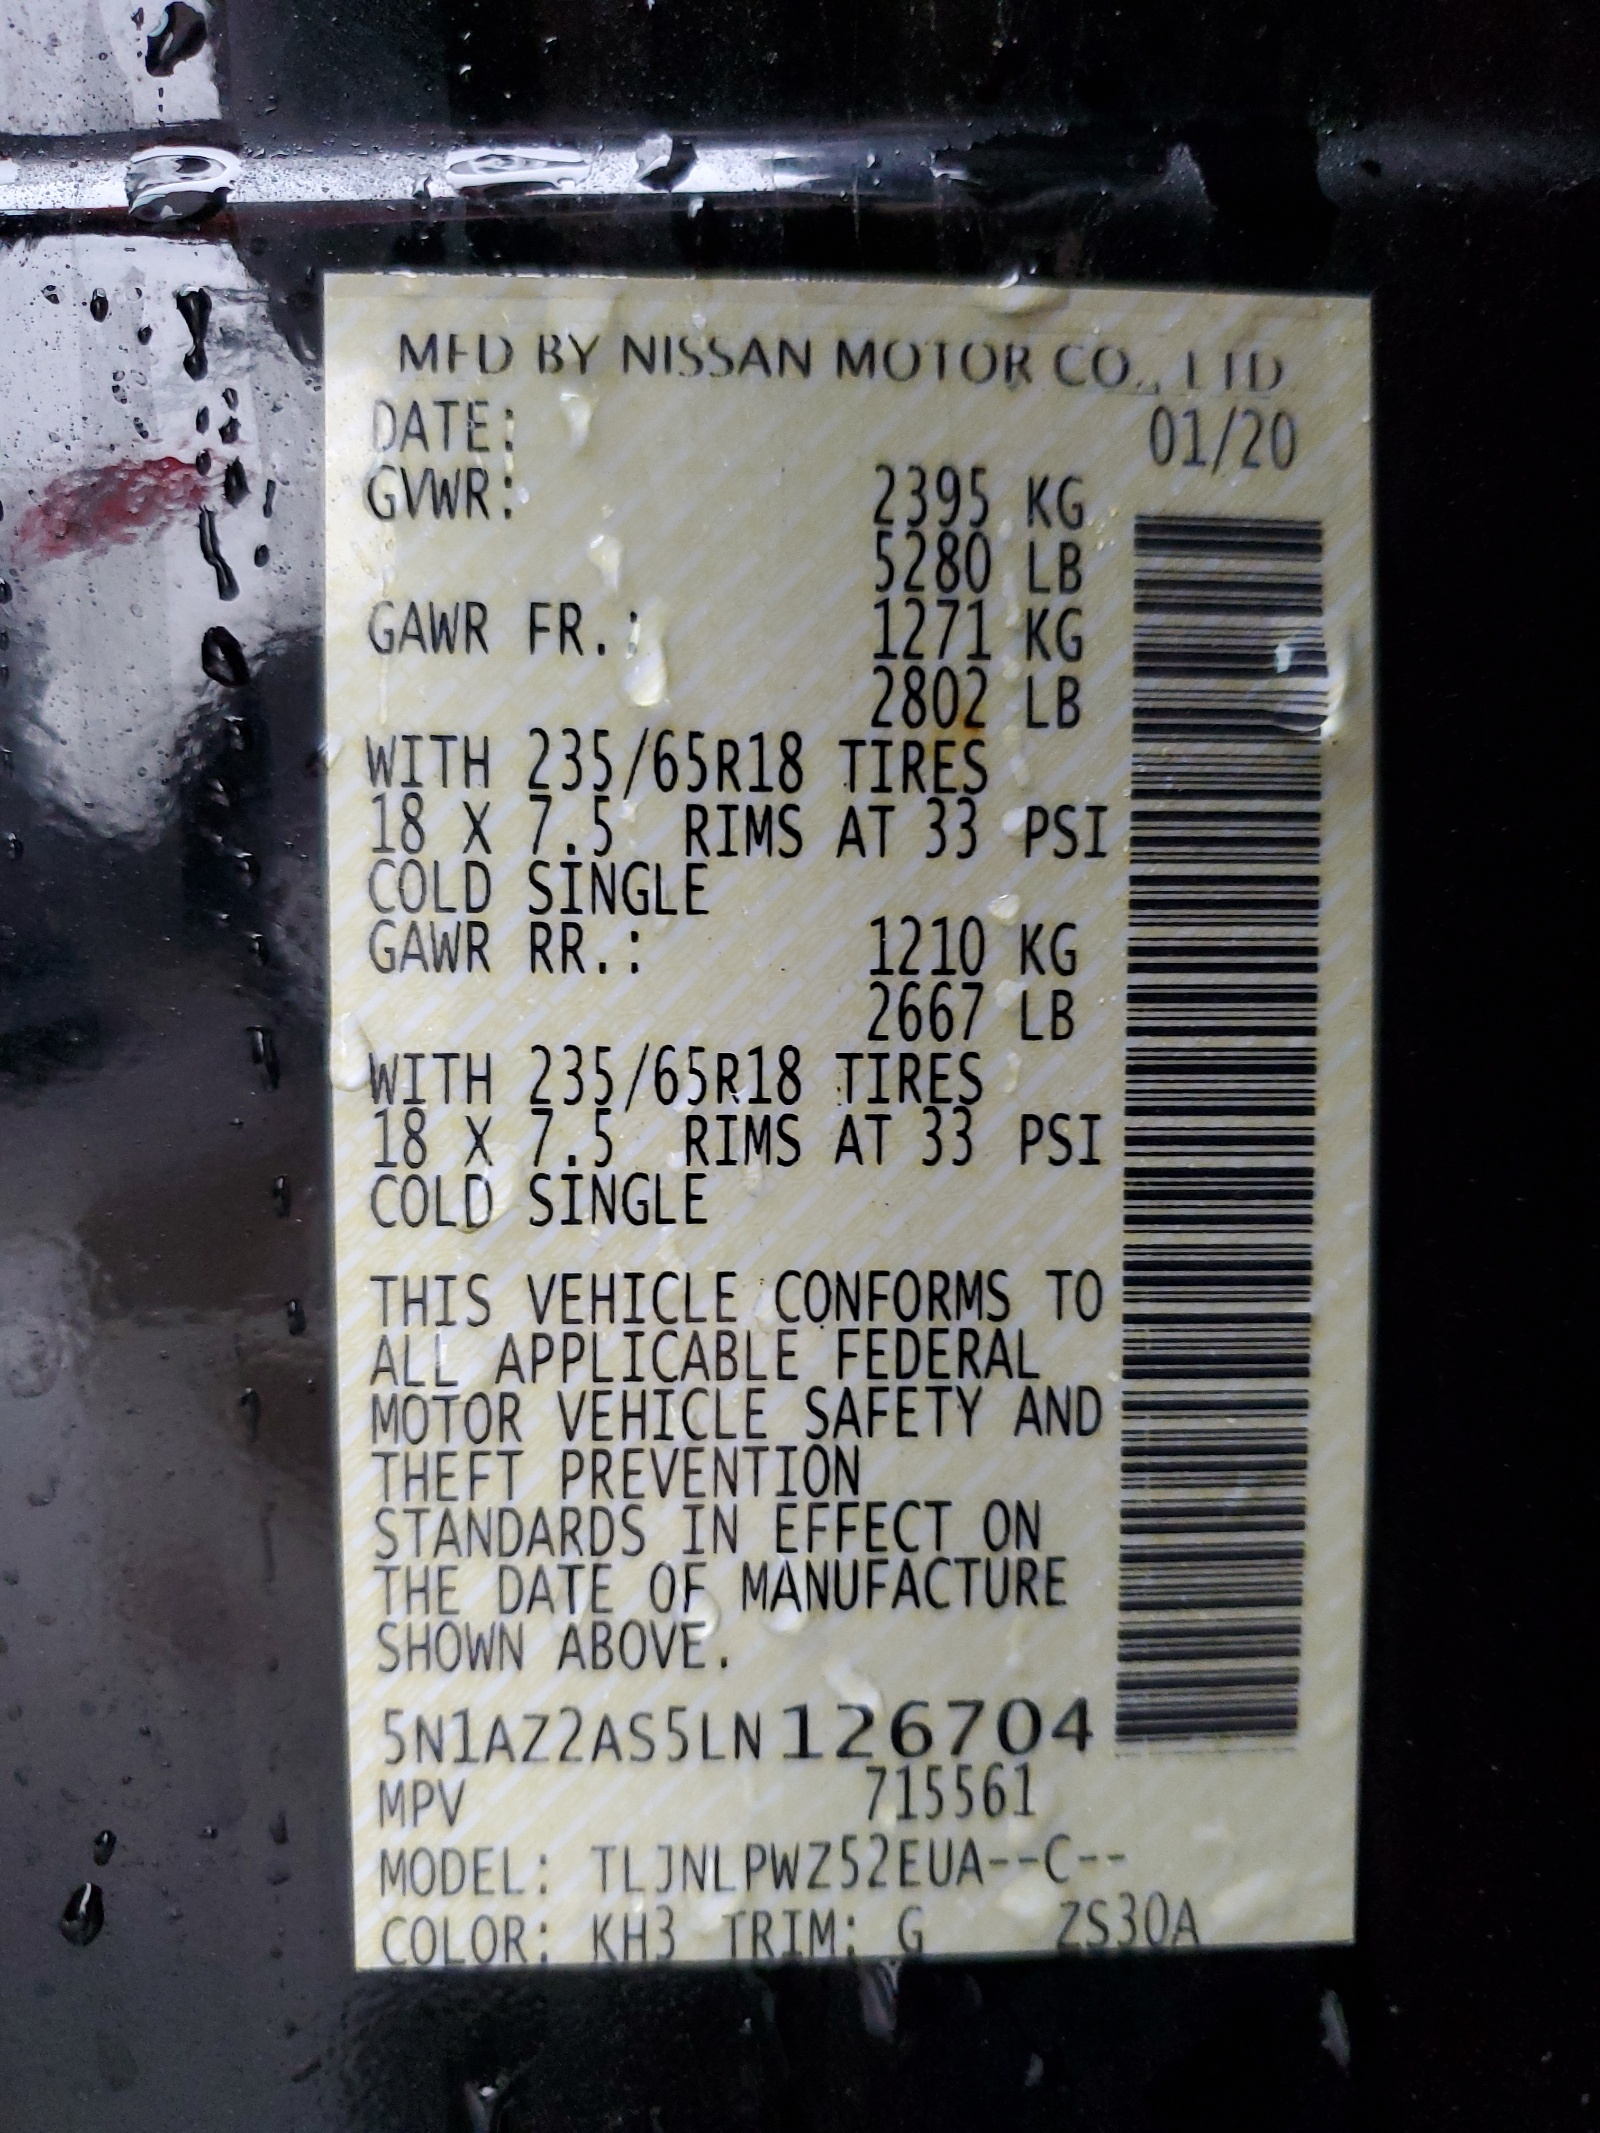 MFD BY NISSAN MOTOR CO., LTD.
DATE: 01/20
GVWR: 2395 KG
5280 LB
GAWR FR.: 1271 KG
2802 LB
WITH 235/65R18 TIRES
18 X 7.5 RIMS AT 33 PSI
COLD SINGLE
GAWR RR.: 1210 KG
2667 LB
WITH 235/65R18 TIRES
18 X 7.5 RIMS AT 33 PSI
COLD SINGLE
THIS VEHICLE CONFORMS TO
ALL APPLICABLE FEDERAL
MOTOR VEHICLE SAFETY AND
THEFT PREVENTION
STANDARDS IN EFFECT ON
THE DATE OF MANUFACTURE
SHOWN ABOVE.
5N1AZ2AS5LN126704
MPV 715561
MODEL: TLJNLPWZ52EUA--C--
COLOR: KH3 TRIM: G ZS30A